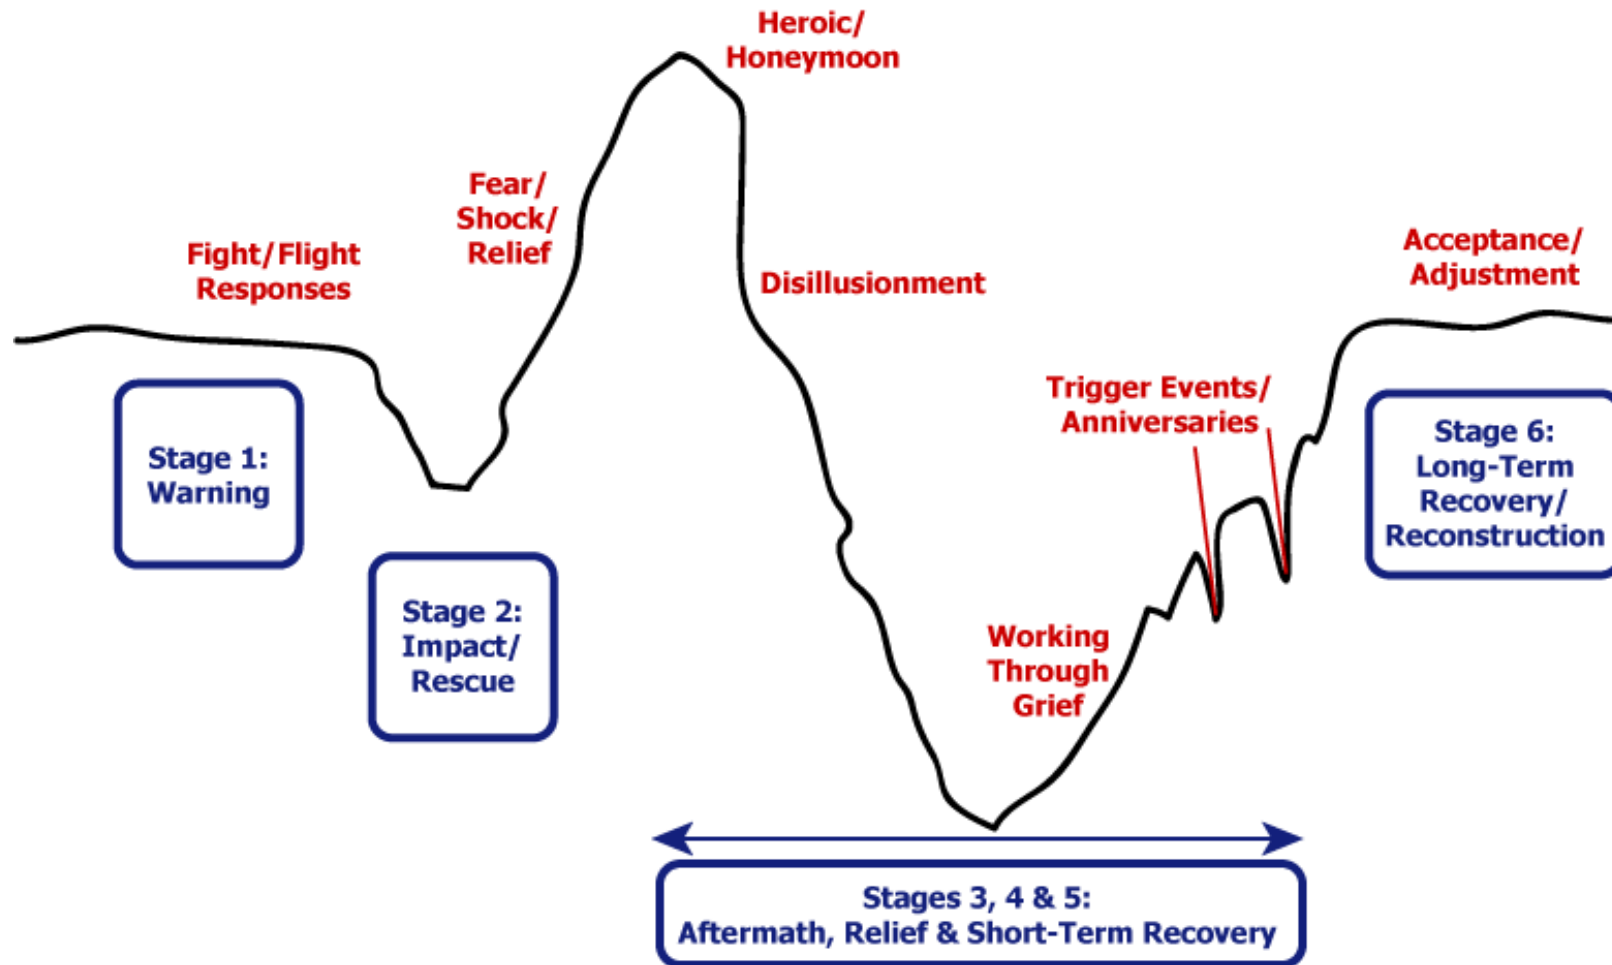 Heroic/
Honeymoon
Fear/
Shock/
Relief
Fight/Flight
Responses
Disillusionment
Acceptance/
Adjustment
Trigger Events/
Anniversaries
Stage 1:
Warning
Stage 6:
Long-Term
Recovery/
Reconstruction
Stage 2:
Impact/
Rescue
Working
Through
Grief
Stages 3, 4 & 5:
Aftermath, Relief & Short-Term Recovery